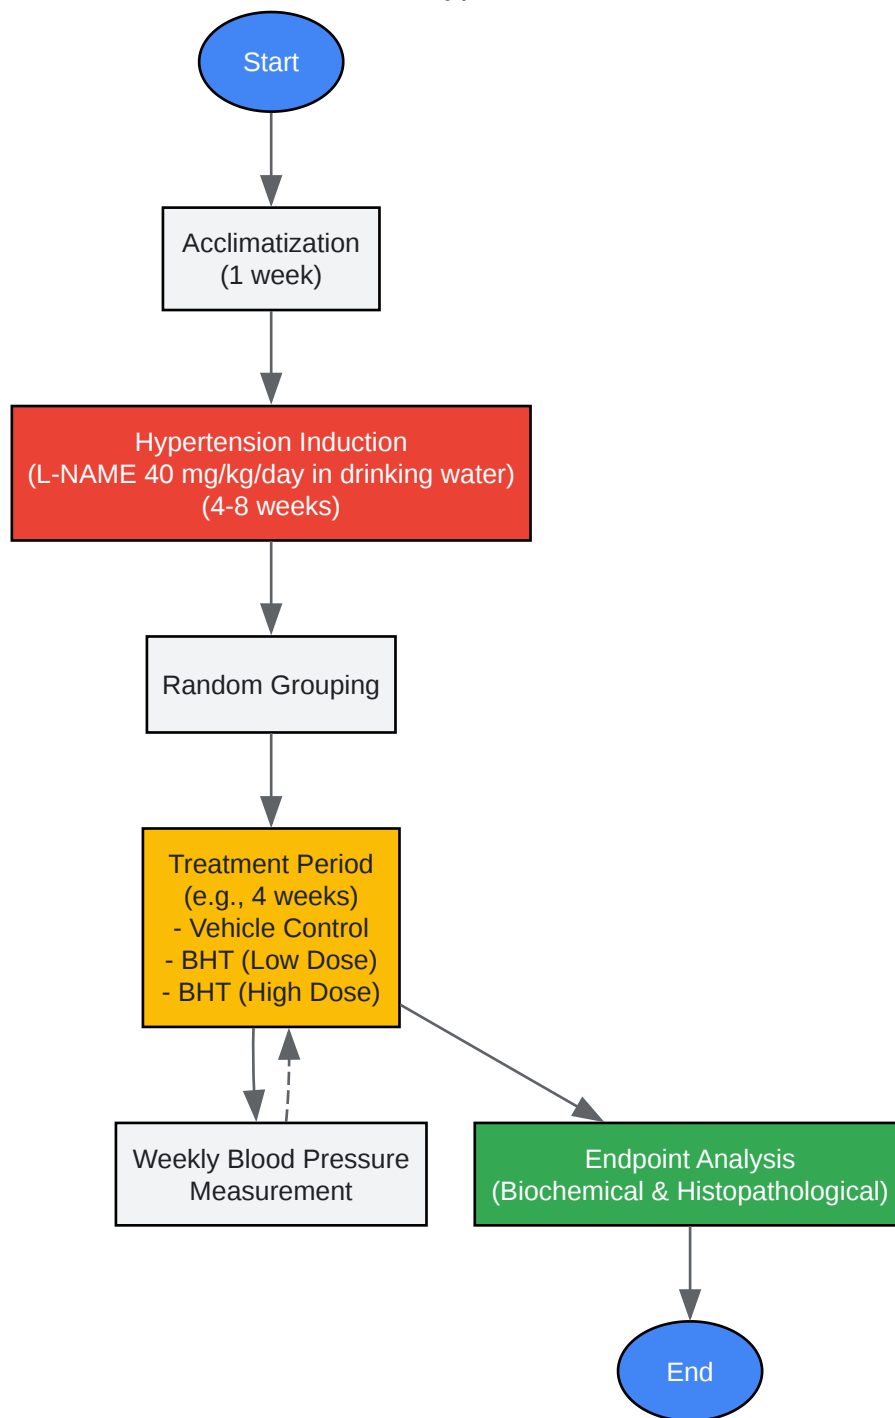 Start
Acclimatization
(1 week)
Hypertension Induction
(L-NAME 40 mg/kg/day in drinking water)
(4-8 weeks)
Random Grouping
Treatment Period
(e.g., 4 weeks)
- Vehicle Control
- BHT (Low Dose)
- BHT (High Dose)
Weekly Blood Pressure
Measurement
Endpoint Analysis
(Biochemical & Histopathological)
End